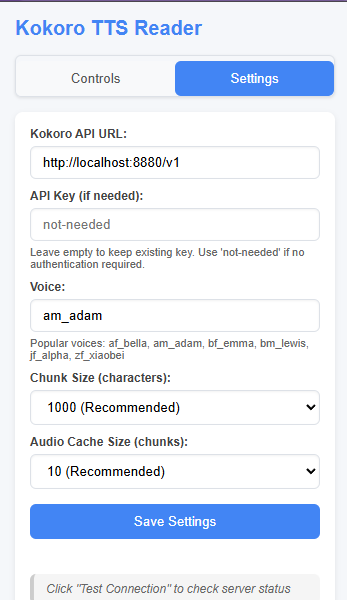 Kokoro TTS Reader
Controls
Settings
Kokoro API URL:
http://localhost:8880/v1
API Key (if needed):
not-needed
Leave empty to keep existing key. Use 'not-needed' if no
authentication required.
Voice:
am_adam
Popular voices: af_bella, am_adam, bf_emma, bm_lewis,
jf_alpha, zf_xiaobei
Chunk Size (characters):
1000 (Recommended)
Audio Cache Size (chunks):
10 (Recommended)
Save Settings
Click "Test Connection" to check server status